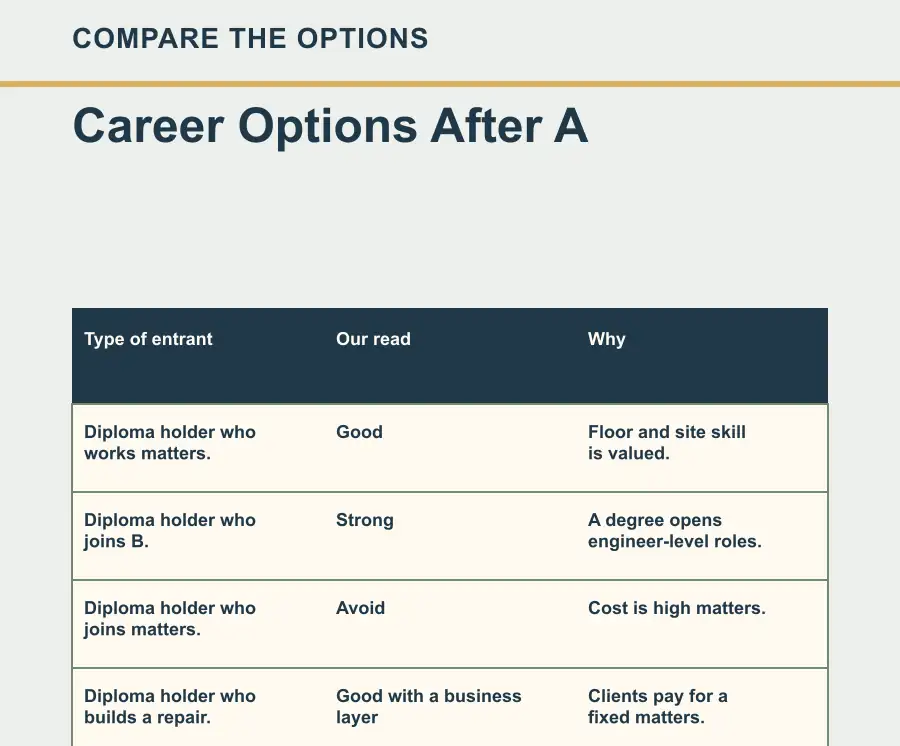 COMPARE THE OPTIONS
Career Options After A
Type of entrant
Our read
Why
Diploma holder who
works matters.
Good
Floor and site skill
is valued.
Diploma holder who
joins B.
Strong
A degree opens
engineer-level roles.
Diploma holder who
joins matters.
Avoid
Cost is high matters.
Diploma holder who
builds a repair.
Good with a business
layer
Clients pay for a
fixed matters.